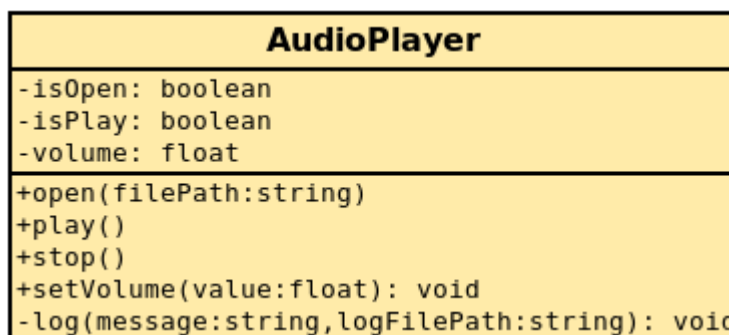 AudioPlayer
-isOpen: boolean
-isPlay: boolean
-volume: float
+open(filePath:string)
+play()
+stop()
+setVolume(value:float): void
-log(message:string,logFilePath:string): void